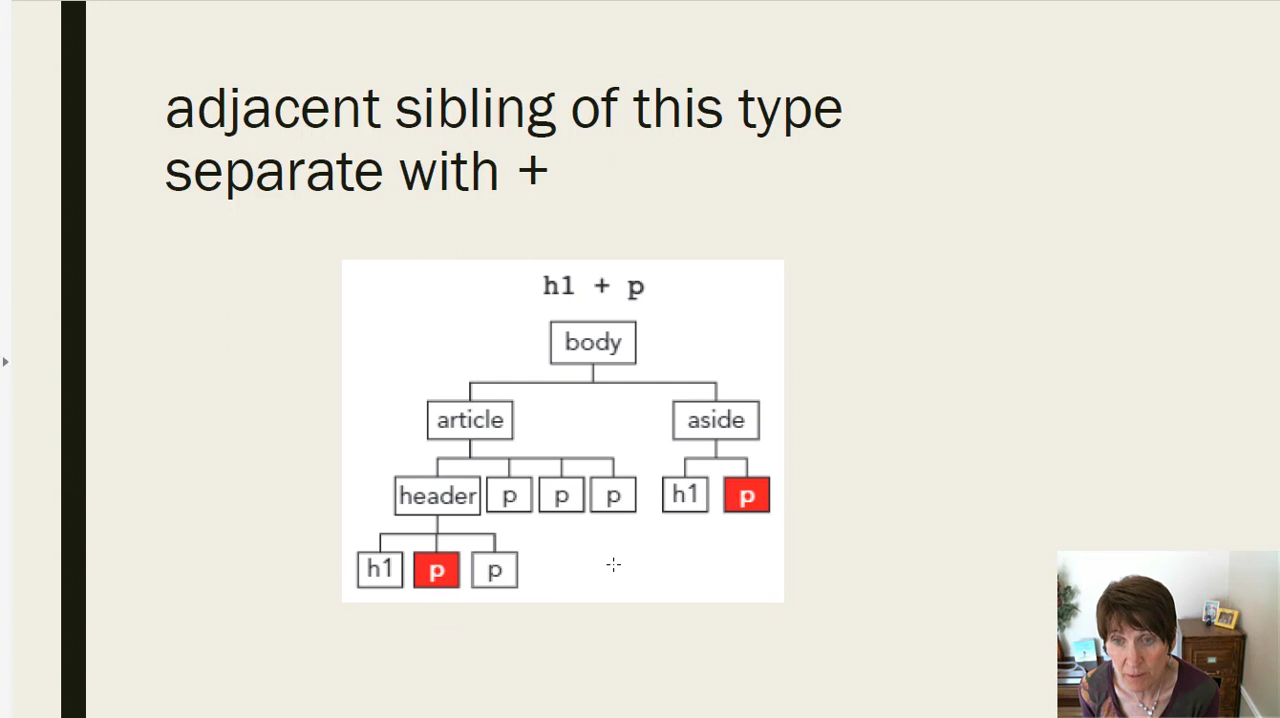 adjacent sibling of this type
separate with +
h1 + p
body
article aside
header p p p h1 p
h1 p p